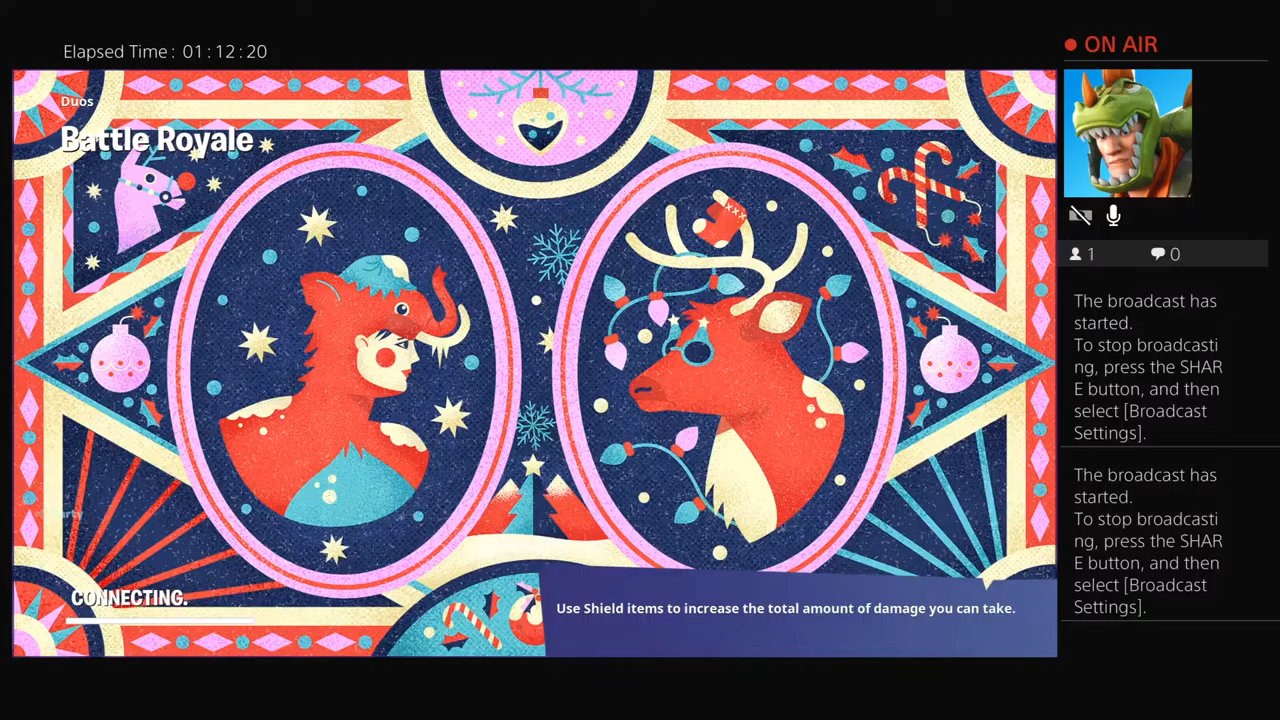 Elapsed Time: 01:12:20
ON AIR
Duos
Battle Royale
1
0
The broadcast has
started.
To stop broadcasti
ng, press the SHAR
E button, and then
select [Broadcast
Settings].
The broadcast has
started.
To stop broadcasti
ng, press the SHAR
E button, and then
select [Broadcast
Settings].
CONNECTING.
Use Shield items to increase the total amount of damage you can take.